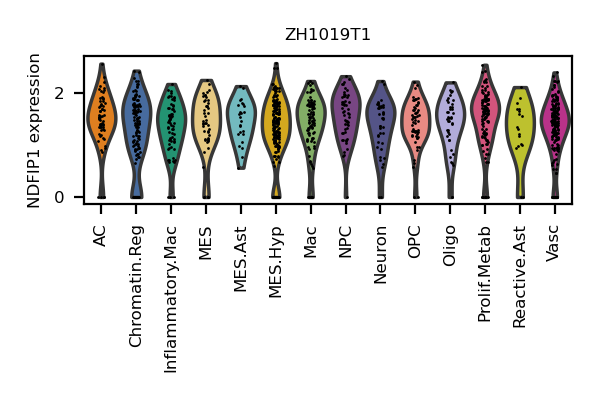 ZH1019T1
NDFIP1 expression
2
0
AC
Chromatin.Reg
Inflammatory.Mac
MES
MES.Ast
MES.Hyp
Mac
NPC
Neuron
OPC
Oligo
Prolif.Metab
Reactive.Ast
Vasc